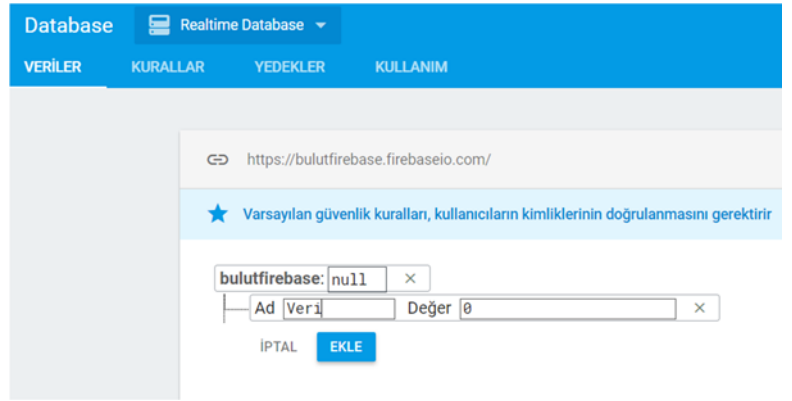 Database Realtime Database
VERİLER KURALLAR YEDEKLER KULLANIM
https://bulutfirebase.firebaseio.com/
Varsayılan güvenlik kuralları, kullanıcıların kimliklerinin doğrulanmasını gerektirir
bulutfirebase: null ×
Ad Veri Değer 0 ×
İPTAL EKLE